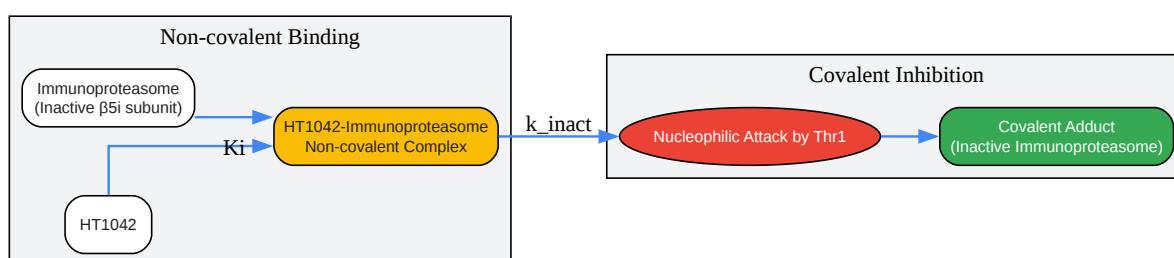 Non-covalent Binding
Immunoproteasome
(Inactive β5i subunit)
HT1042-Immunoproteasome
Non-covalent Complex
Ki
HT1042
k_inact
Covalent Inhibition
Nucleophilic Attack by Thr1
Covalent Adduct
(Inactive Immunoproteasome)